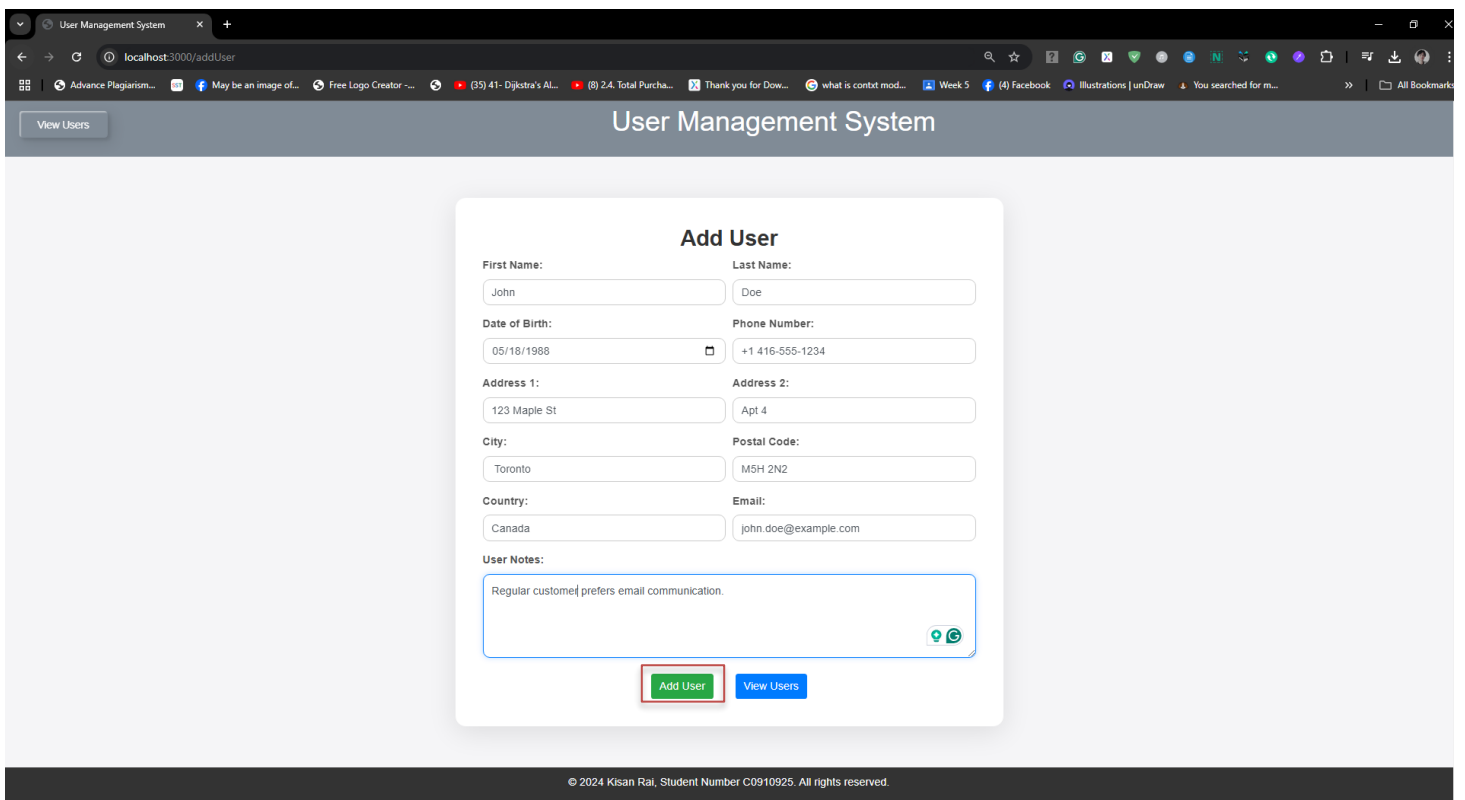 User Management System
localhost:3000/addUser
Advance Plagiarism... May be an image of... Free Logo Creator -... (35) 41- Dijkstra's Al... (8) 2.4. Total Purcha... Thank you for Dow... what is contxt mod... Week 5 (4) Facebook Illustrations | unDraw You searched for m... » All Bookmarks
View Users
User Management System
Add User
First Name: Last Name:
John Doe
Date of Birth: Phone Number:
05/18/1988 +1 416-555-1234
Address 1: Address 2:
123 Maple St Apt 4
City: Postal Code:
Toronto M5H 2N2
Country: Email:
Canada john.doe@example.com
User Notes:
Regular customer prefers email communication.
Add User View Users
© 2024 Kisan Rai, Student Number C0910925. All rights reserved.